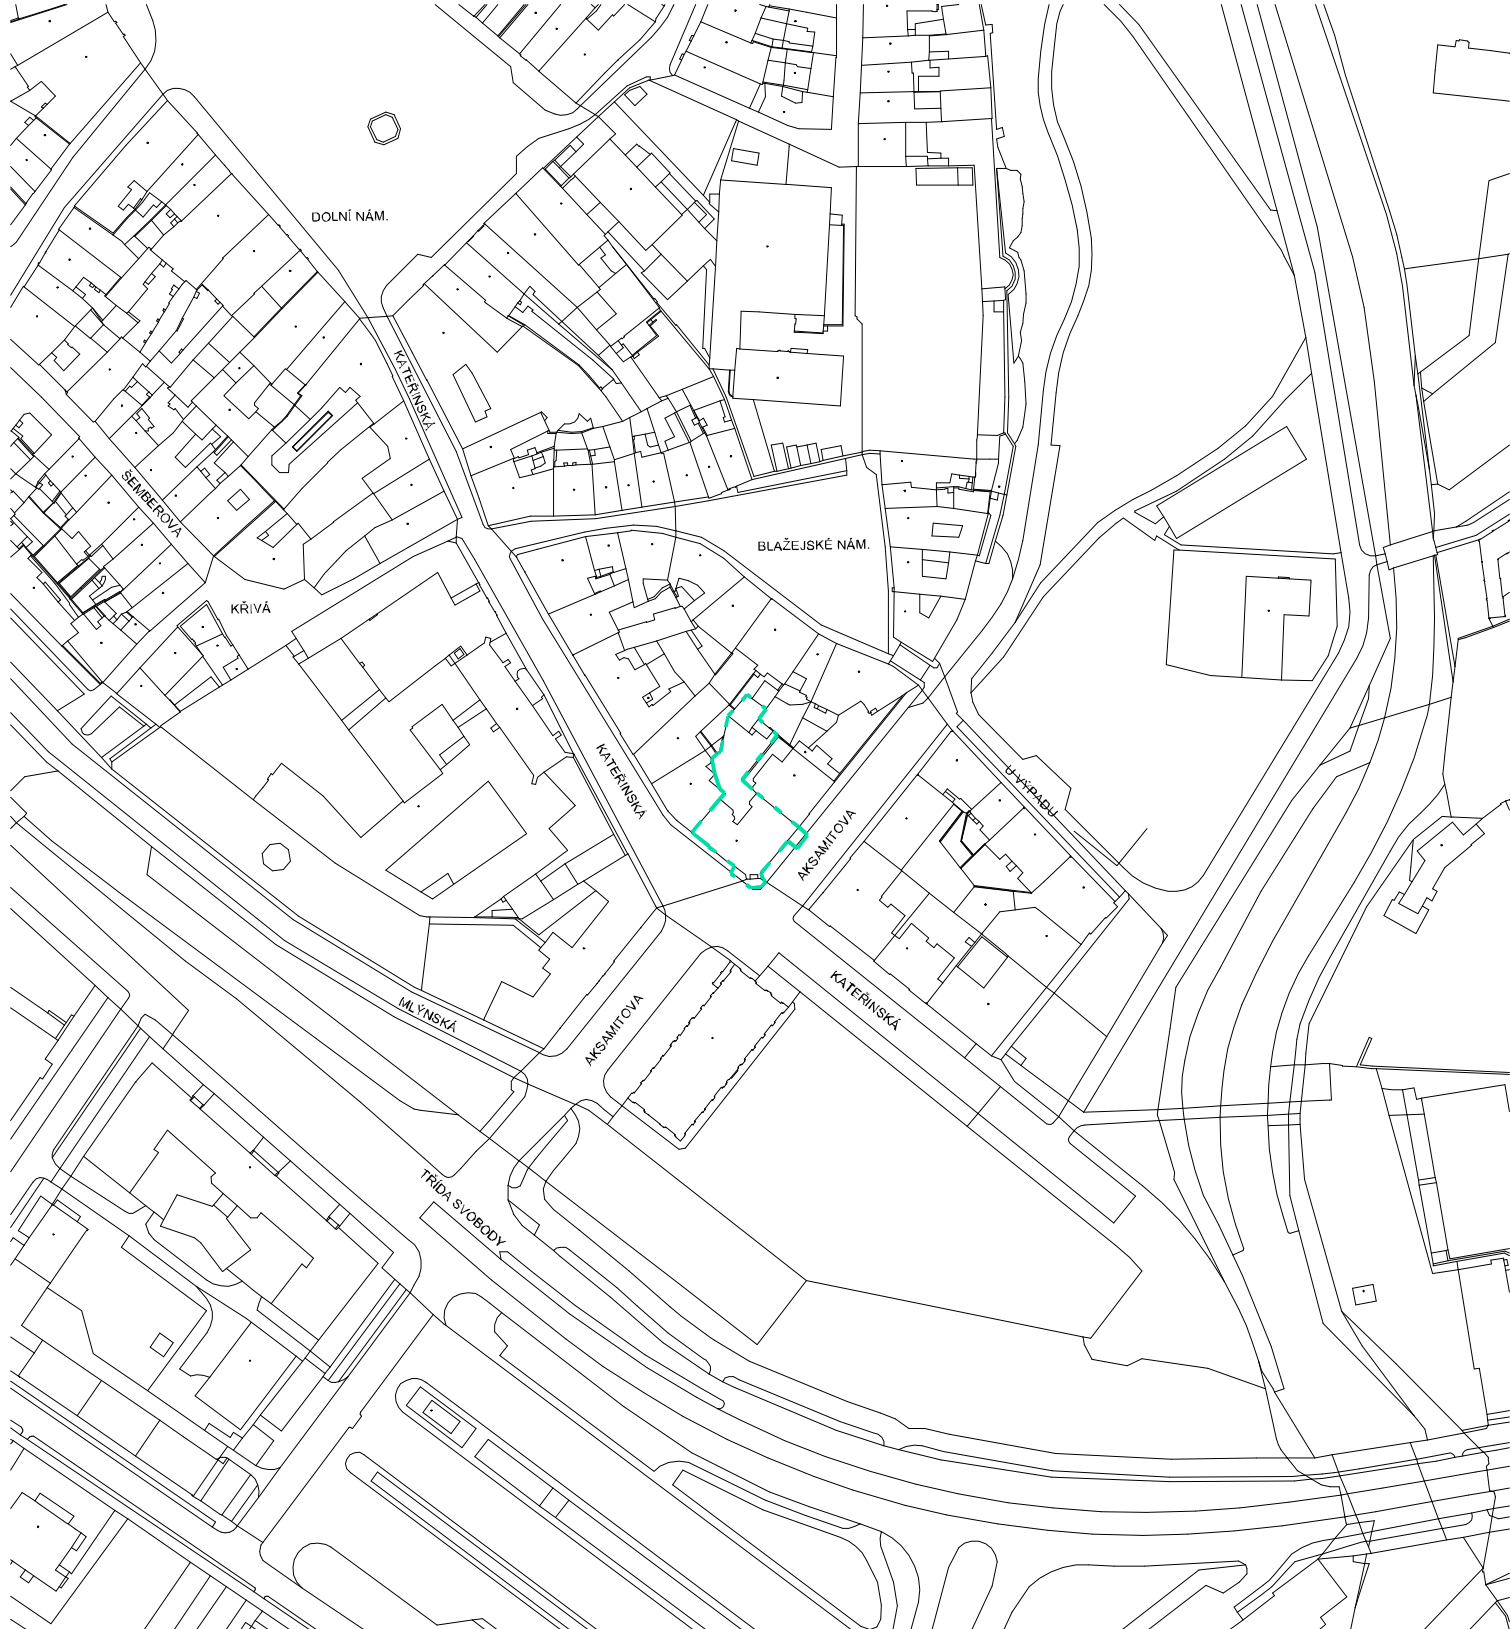 DOLNÍ NÁM.
KATEŘINSKÁ
ŠEMBEROVA
BLAŽEJSKÉ NÁM.
KŘIVÁ
KATEŘINSKÁ
U VÝPADU
AKSAMITOVA
KATEŘINSKÁ
MLÝNSKÁ
AKSAMITOVA
TŘÍDA SVOBODY